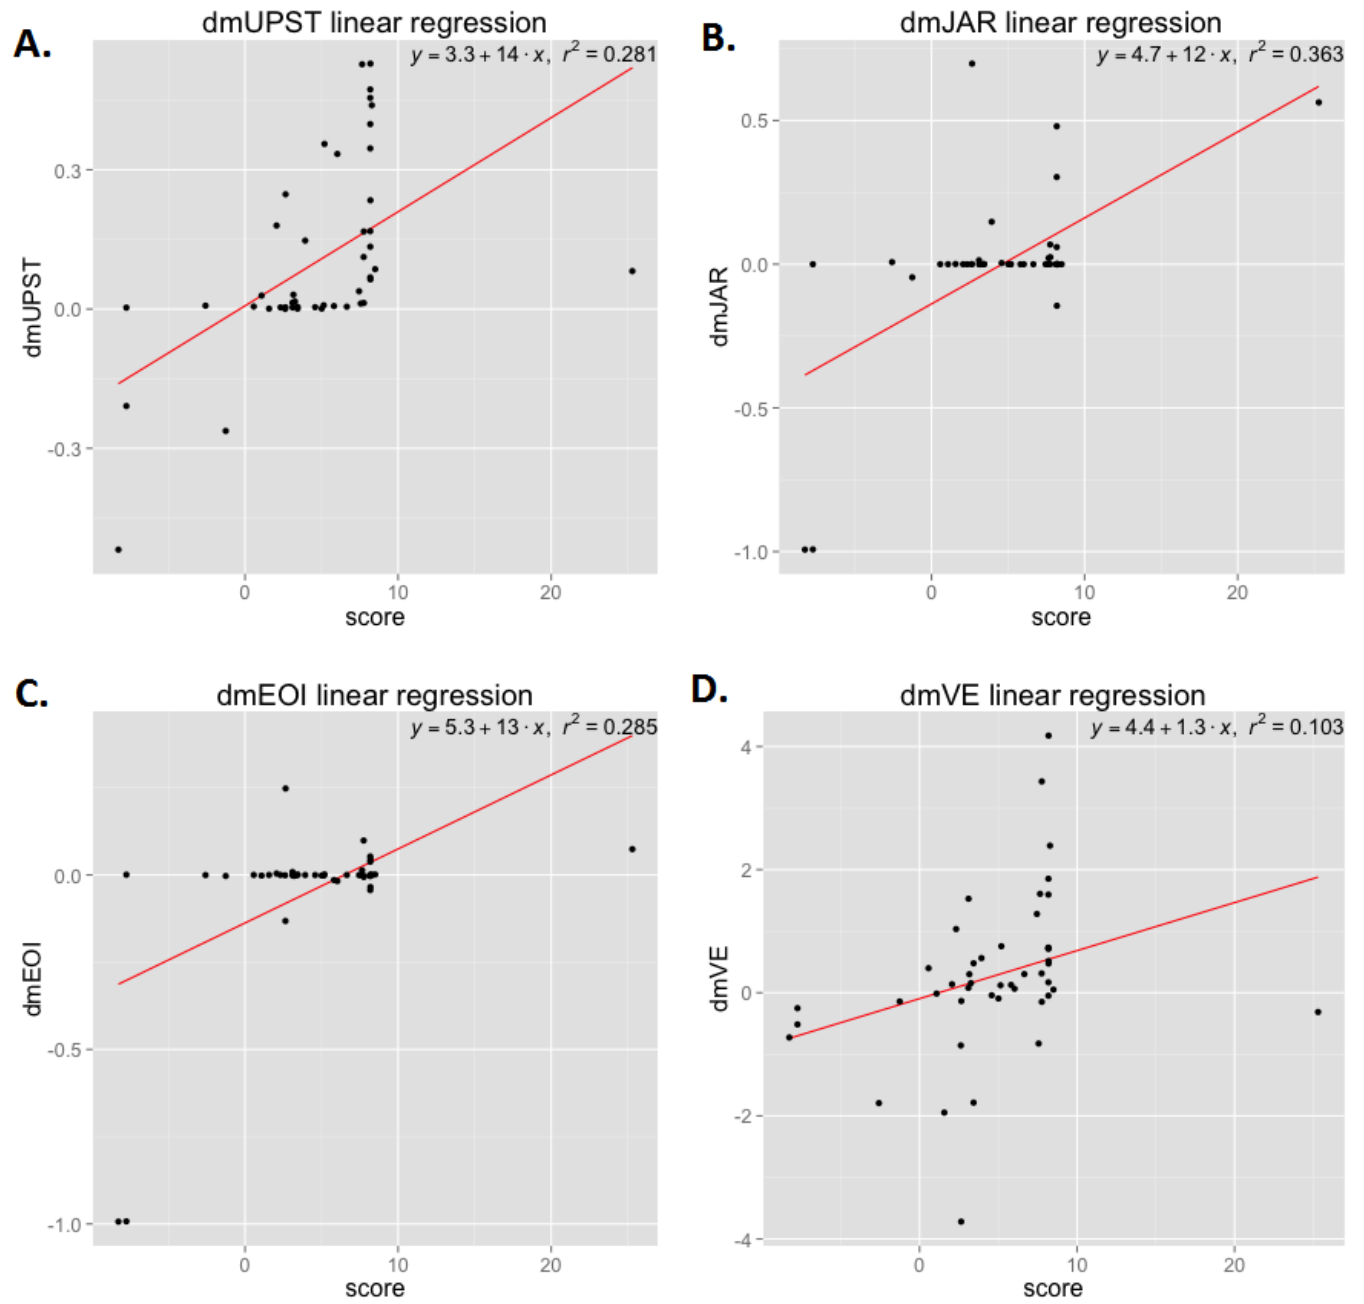 A.
dmUPST linear regression
y = 3.3 + 14 · x, r² = 0.281
0.3
0.0
-0.3
dmUPST
0 10 20
score
B.
dmJAR linear regression
y = 4.7 + 12 · x, r² = 0.363
0.5
0.0
-0.5
-1.0
dmJAR
0 10 20
score
C.
dmEOI linear regression
y = 5.3 + 13 · x, r² = 0.285
0.0
-0.5
-1.0
dmEOI
0 10 20
score
D.
dmVE linear regression
y = 4.4 + 1.3 · x, r² = 0.103
4
2
0
-2
-4
dmVE
0 10 20
score